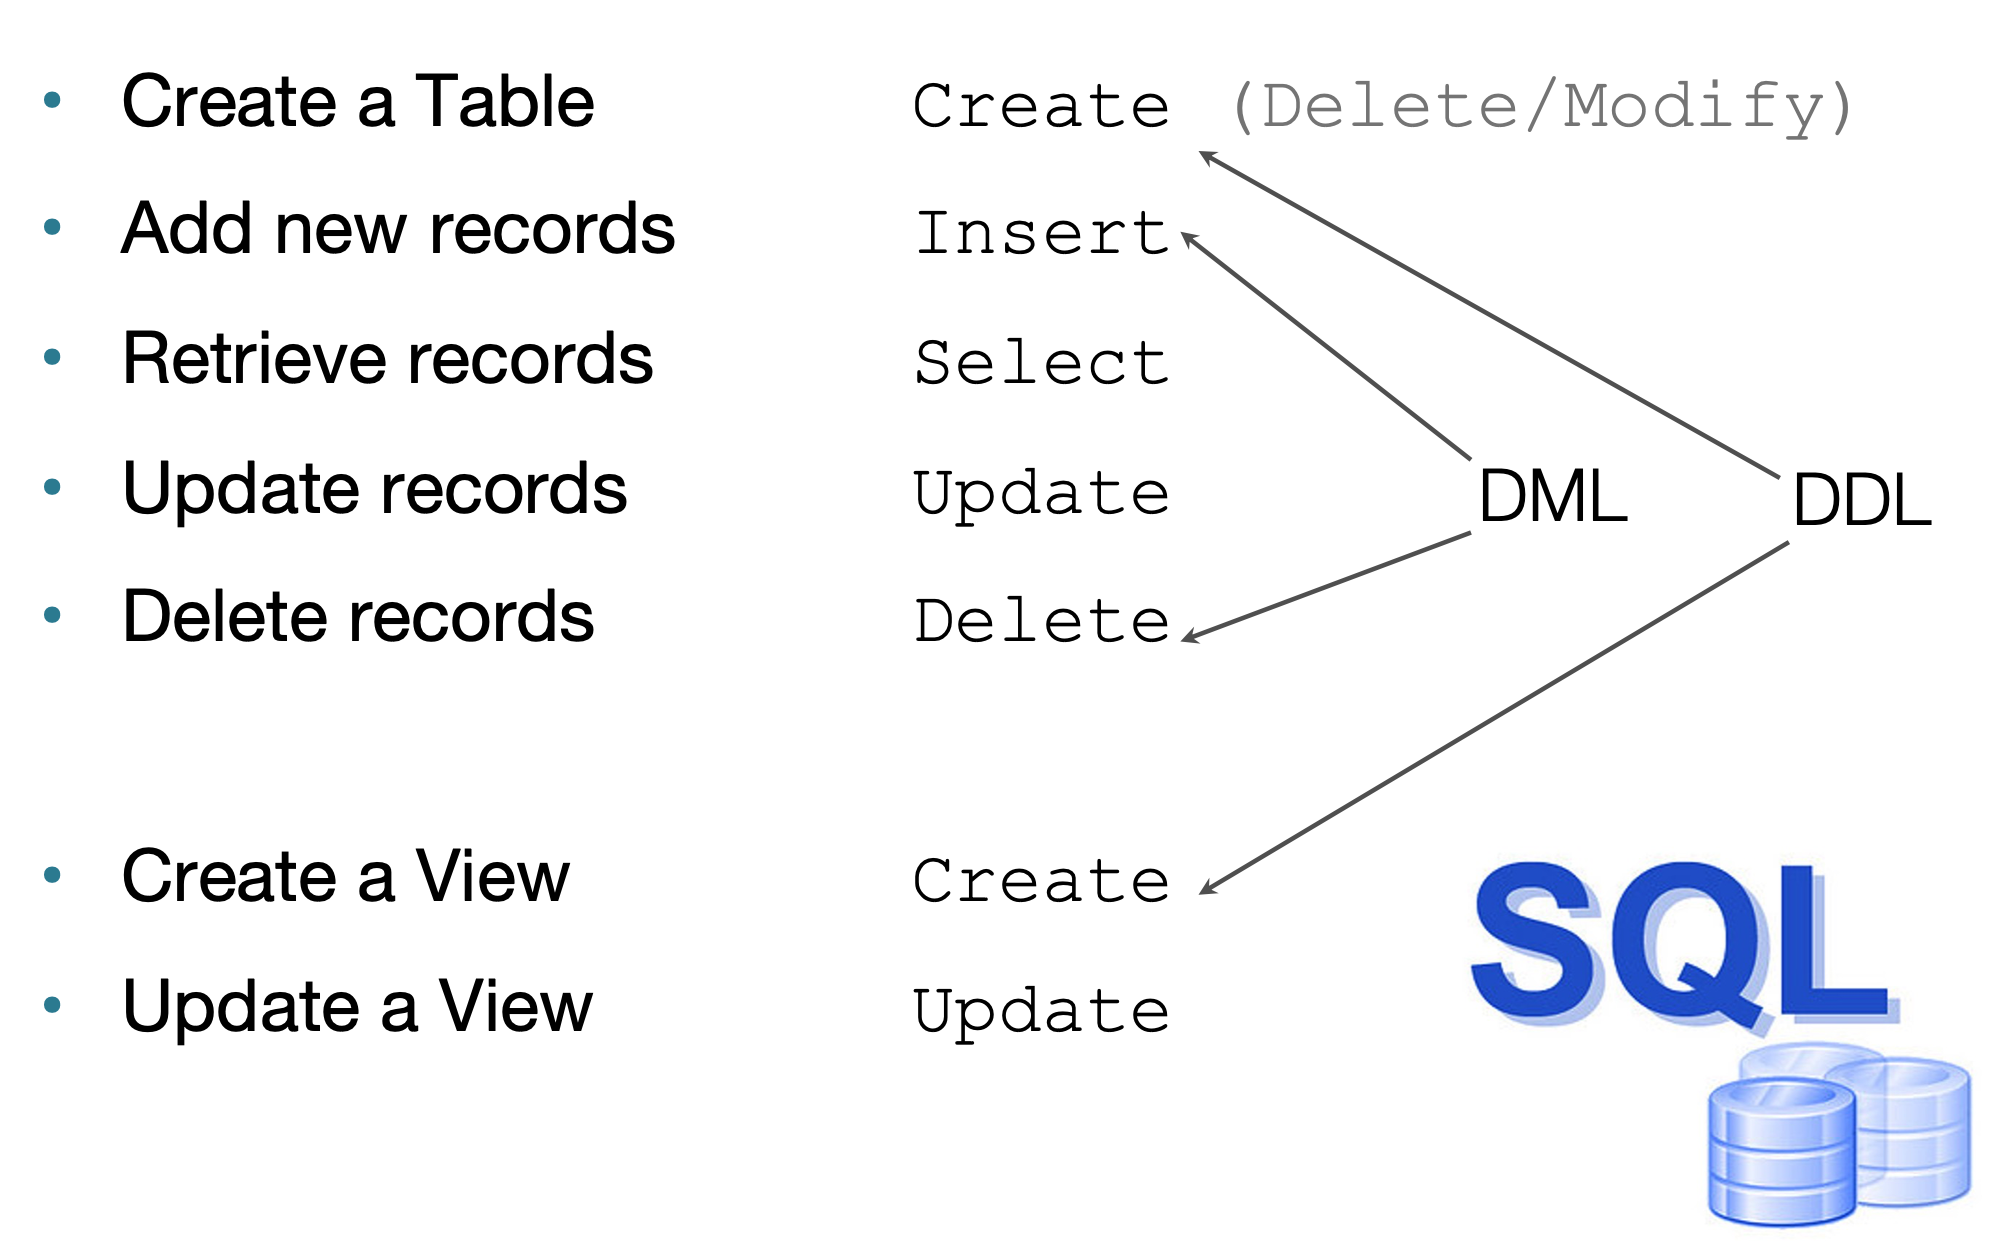 • Create a Table Create (Delete/Modify)
• Add new records Insert
• Retrieve records Select
• Update records Update DML DDL
• Delete records Delete
• Create a View Create
• Update a View Update
SQL